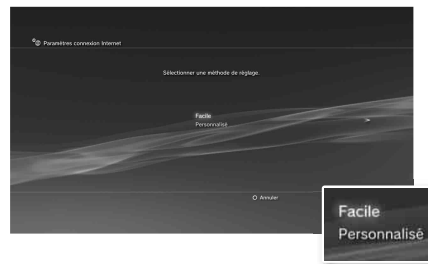 Paramètres connexion Internet
Sélectionner une méthode de réglage.
Facile
Personnalisé
Annuler
Facile
Personnalisé